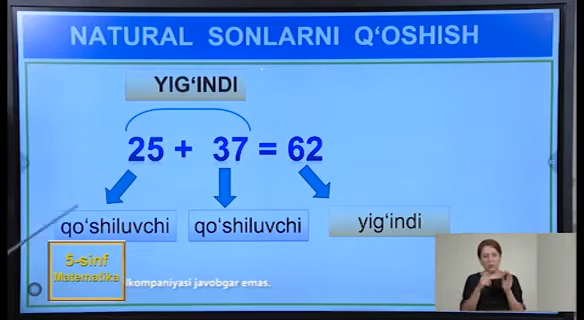 NATURAL SONLARNI Q‘OSHISH
YIG‘INDI
25 + 37 = 62
qo‘shiluvchi qo‘shiluvchi yig‘indi
5-sinf
Matematika
lkompaniyasi javobgar emas.